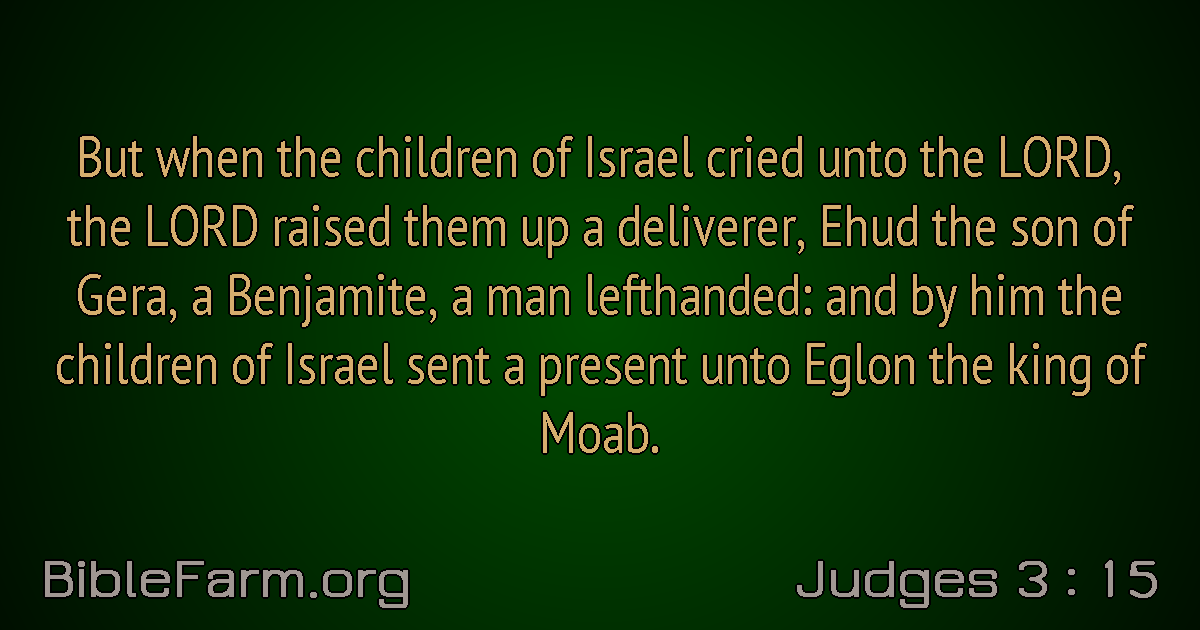 But when the children of Israel cried unto the LORD,
the LORD raised them up a deliverer, Ehud the son of
Gera, a Benjamite, a man lefthanded: and by him the
children of Israel sent a present unto Eglon the king of
Moab.
BibleFarm.org
Judges 3 : 15